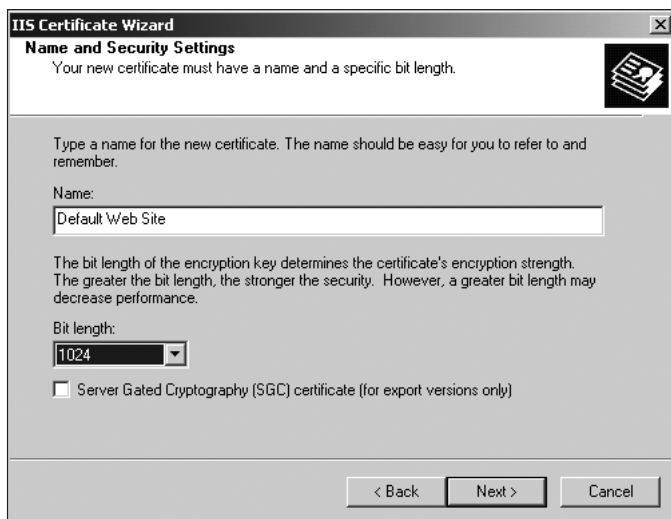 IIS Certificate Wizard
Name and Security Settings
Your new certificate must have a name and a specific bit length.
Type a name for the new certificate. The name should be easy for you to refer to and
remember.
Name:
Default Web Site
The bit length of the encryption key determines the certificate's encryption strength.
The greater the bit length, the stronger the security.  However, a greater bit length may
decrease performance.
Bit length:
1024
Server Gated Cryptography (SGC) certificate (for export versions only)
< Back
Next >
Cancel